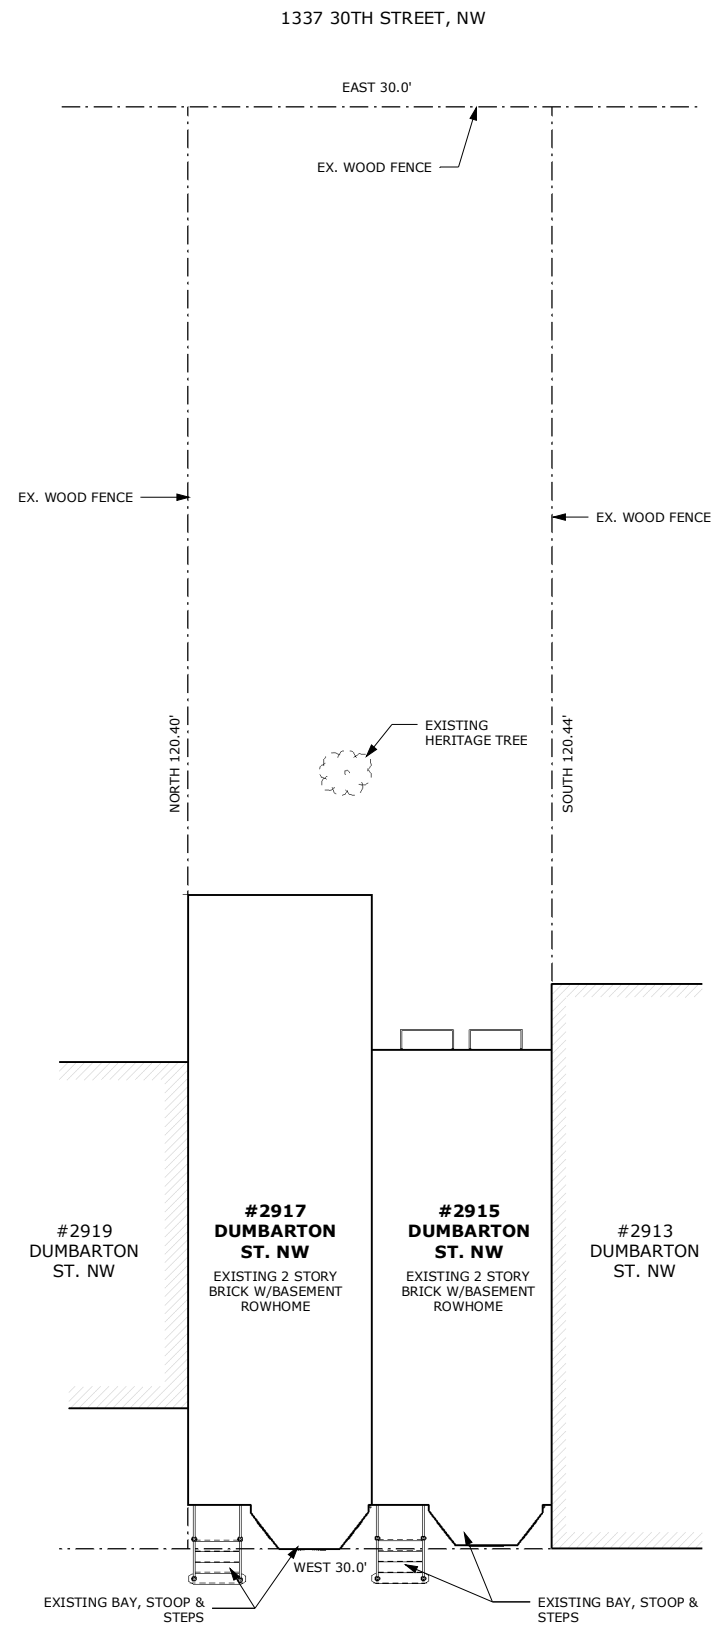 1337 30TH STREET, NW
EAST 30.0'
EX. WOOD FENCE
EX. WOOD FENCE
EX. WOOD FENCE
NORTH 120.40'
EXISTING
HERITAGE TREE
SOUTH 120.44'
#2919
DUMBARTON
ST. NW
#2917
DUMBARTON
ST. NW
EXISTING 2 STORY
BRICK W/BASEMENT
ROWHOME
#2915
DUMBARTON
ST. NW
EXISTING 2 STORY
BRICK W/BASEMENT
ROWHOME
#2913
DUMBARTON
ST. NW
WEST 30.0'
EXISTING BAY, STOOP &
STEPS
EXISTING BAY, STOOP &
STEPS